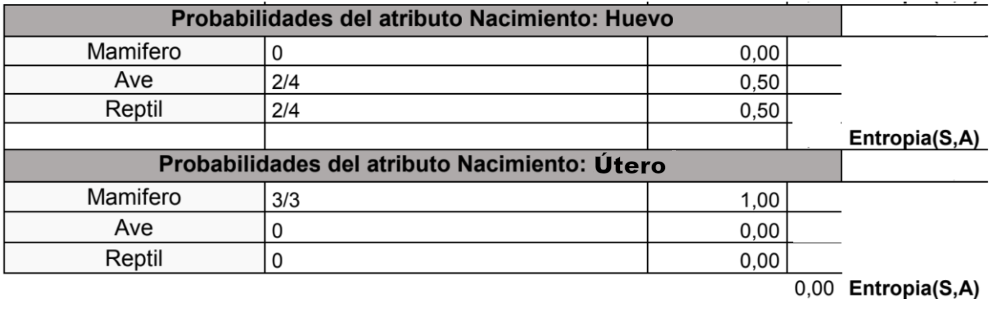 Probabilidades del atributo Nacimiento: Huevo
Mamifero 0 0,00
Ave 2/4 0,50
Reptil 2/4 0,50
Entropia(S,A)
Probabilidades del atributo Nacimiento: Útero
Mamifero 3/3 1,00
Ave 0 0,00
Reptil 0 0,00
0,00 Entropia(S,A)